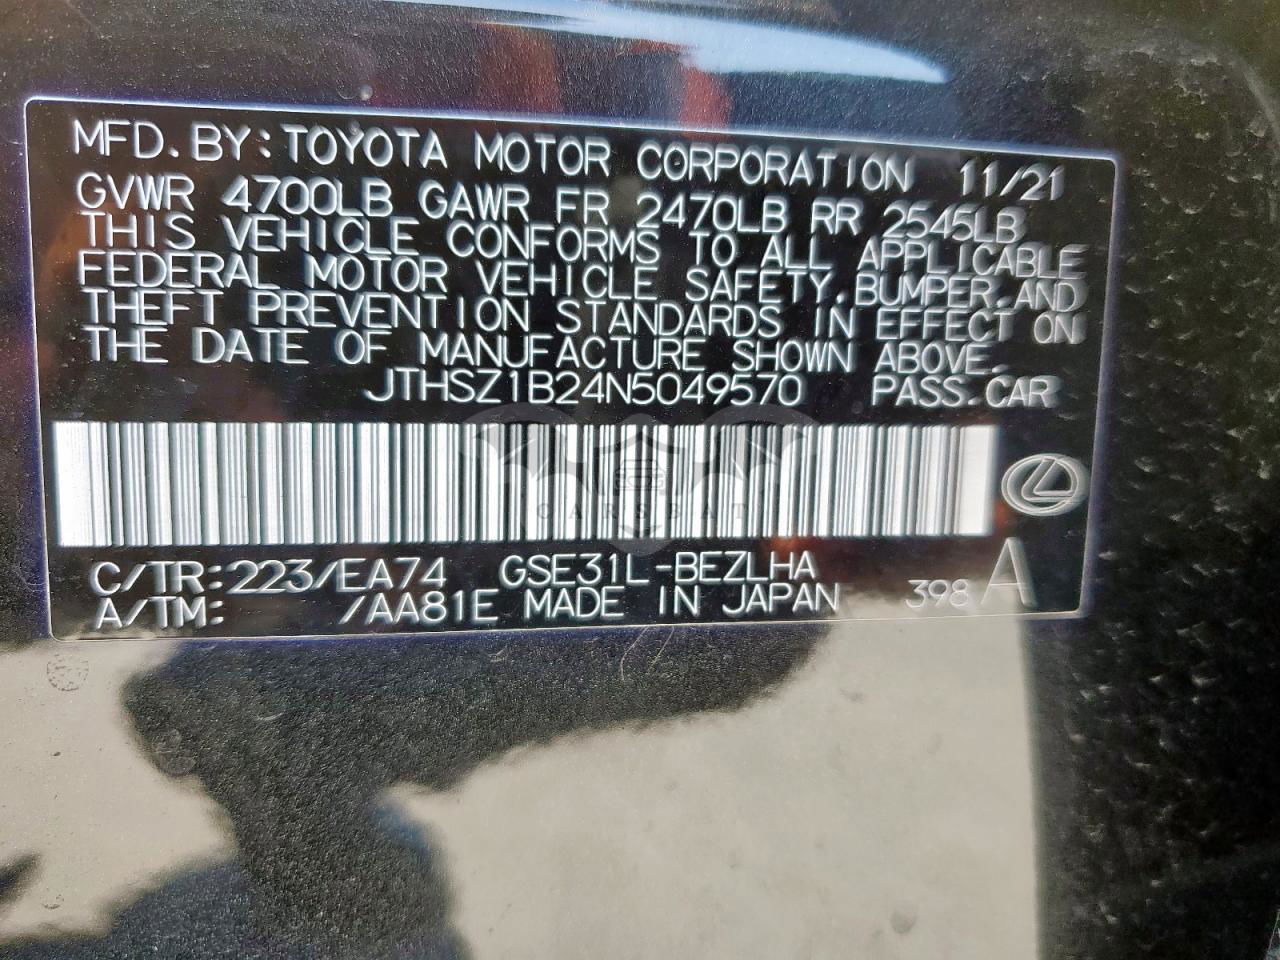 MFD. BY: TOYOTA MOTOR CORPORATION 11/21
GVWR 4700LB GAWR FR 2470LB RR 2545LB
THIS VEHICLE CONFORMS TO ALL APPLICABLE
FEDERAL MOTOR VEHICLE SAFETY, BUMPER, AND
THEFT PREVENTION STANDARDS IN EFFECT ON
THE DATE OF MANUFACTURE SHOWN ABOVE.
JTHSZ1B24N5049570 PASS. CAR
CARSBAT
C/TR: 223/EA74 GSE31L-BEZLHA
A/TM: /AA81E MADE IN JAPAN 398 A